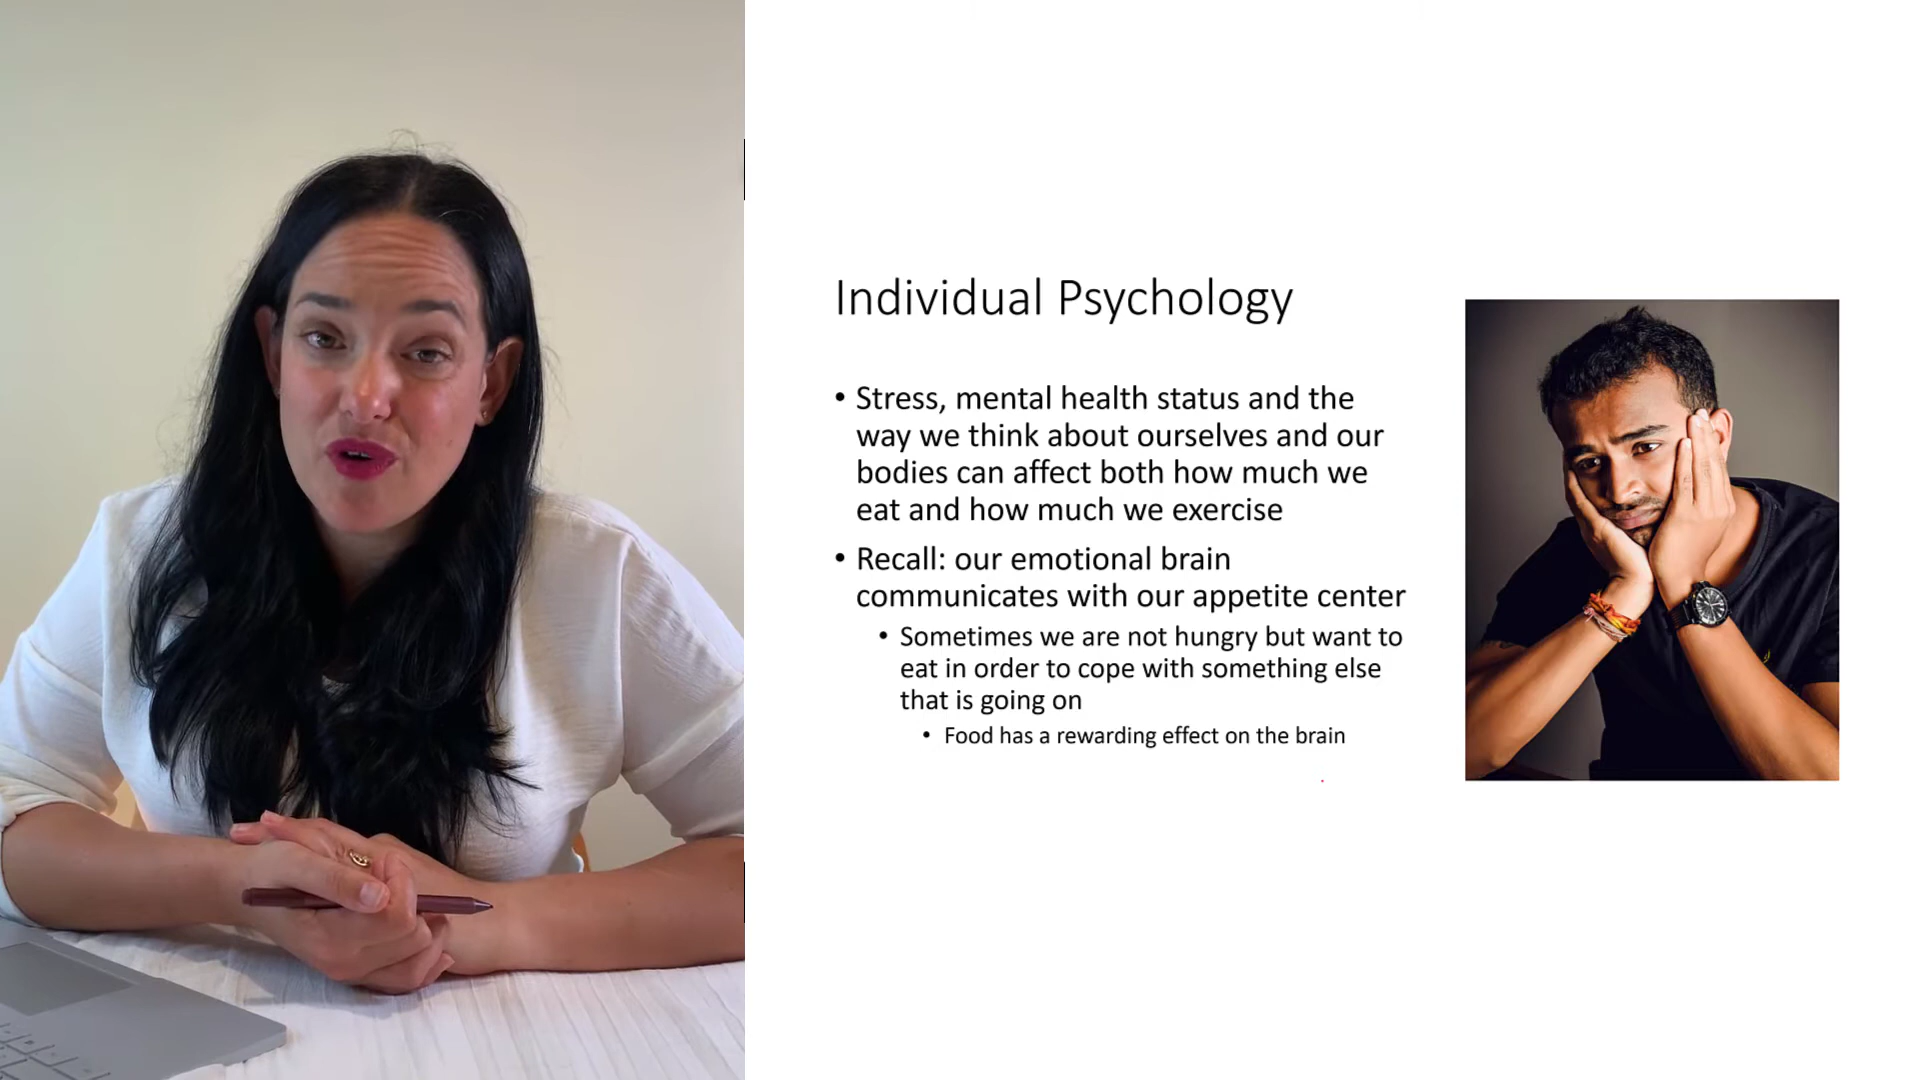 Individual Psychology
• Stress, mental health status and the
way we think about ourselves and our
bodies can affect both how much we
eat and how much we exercise
• Recall: our emotional brain
communicates with our appetite center
• Sometimes we are not hungry but want to
eat in order to cope with something else
that is going on
• Food has a rewarding effect on the brain